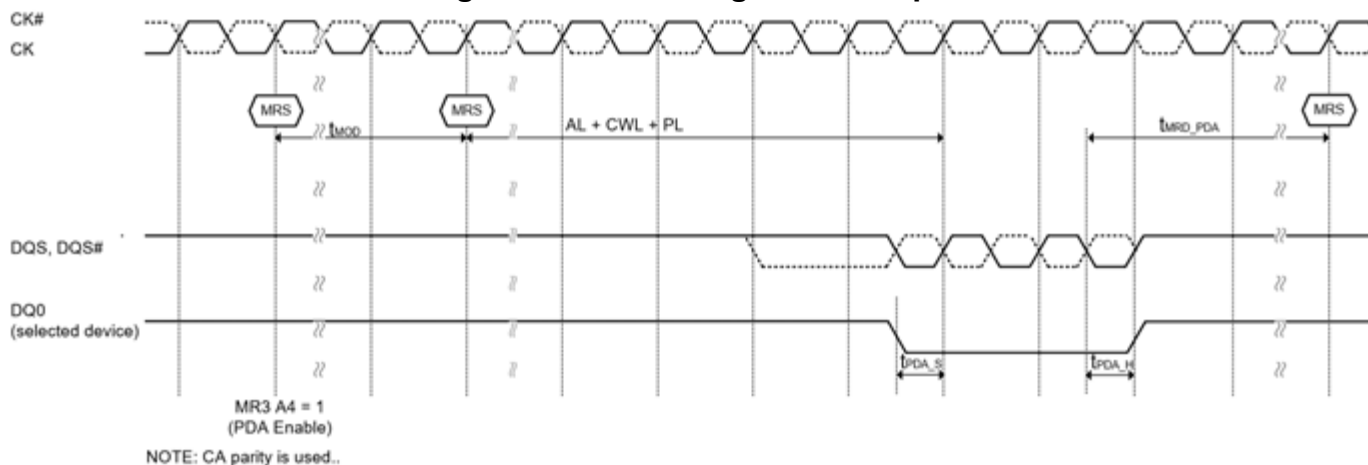 CK#
CK
MRS
MRS
MRS
tMOD
AL + CWL + PL
tMRD_PDA
DQS, DQS#
DQ0
(selected device)
tPDA_S
tPDA_H
MR3 A4 = 1
(PDA Enable)
NOTE: CA parity is used..